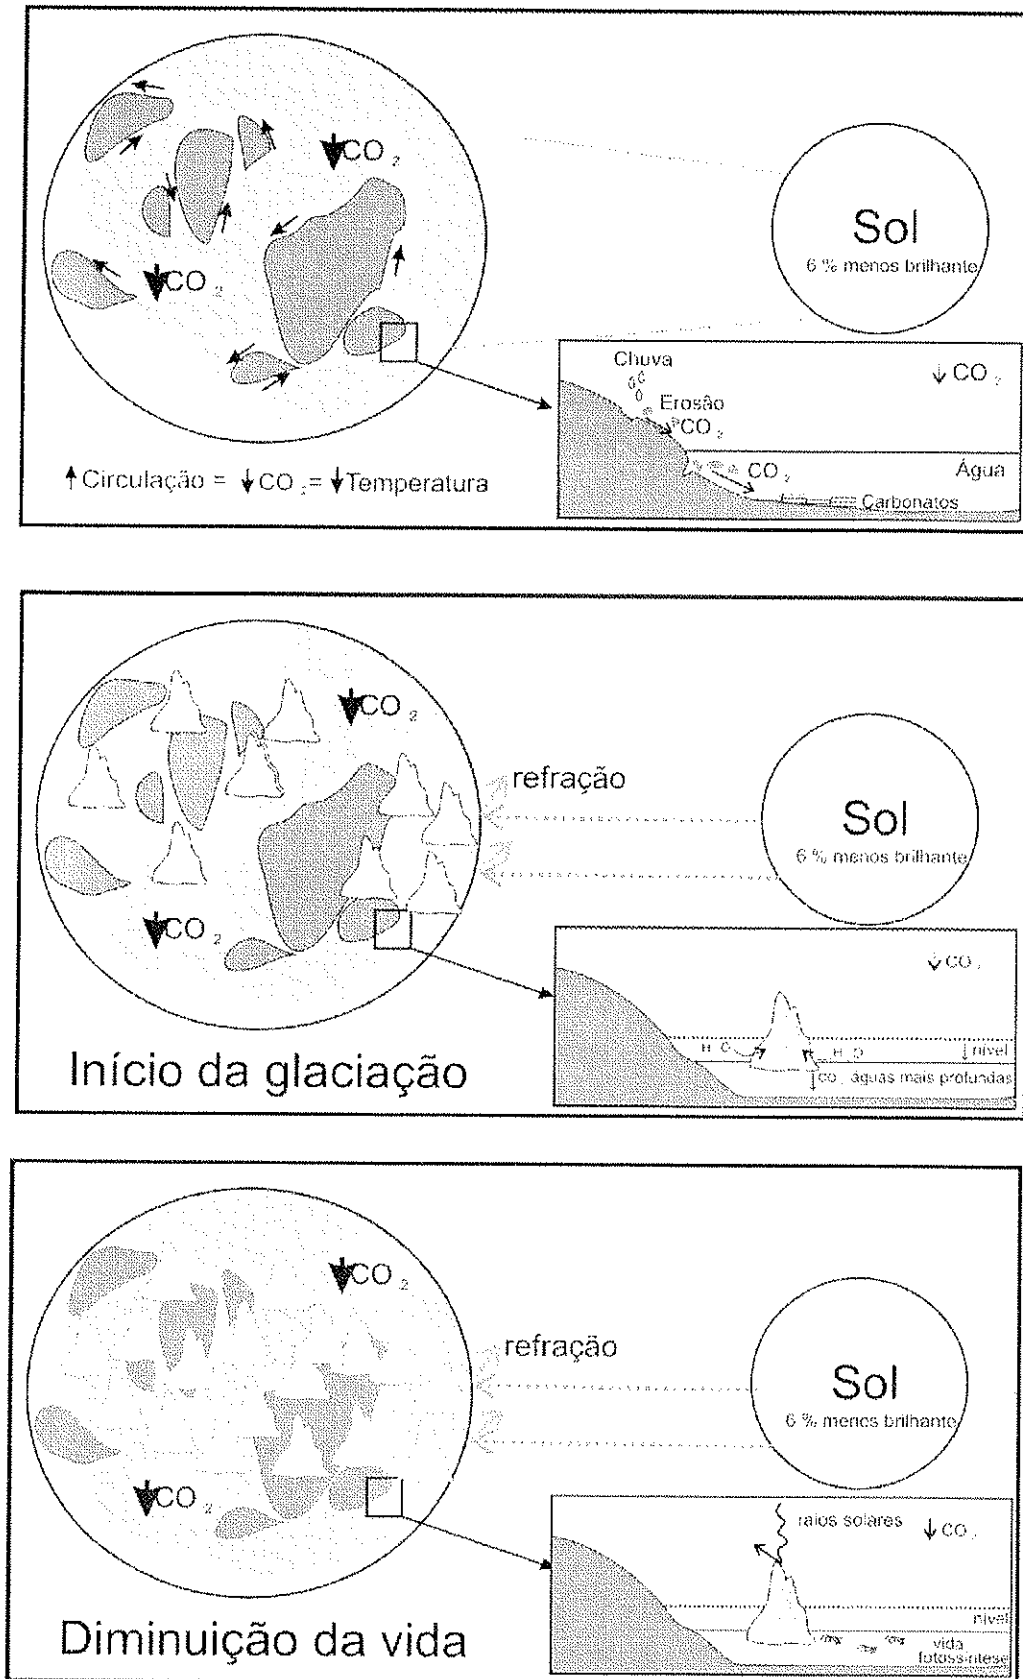 ↓CO₂
Sol
6 % menos brilhante
↓CO₂
Chuva
↓ CO₂
Erosão
CO₂
CO₂
Água
Carbonatos
↑Circulação = ↓CO₂= ↓Temperatura
↓CO₂
refração
Sol
6 % menos brilhante
↓CO₂
↓CO₂
H O
H O
↓nível
↓CO₂ águas mais profundas
Início da glaciação
↓CO₂
refração
Sol
6 % menos brilhante
↓CO₂
raios solares
↓ CO₂
nível
vida
fotossíntese
Diminuição da vida